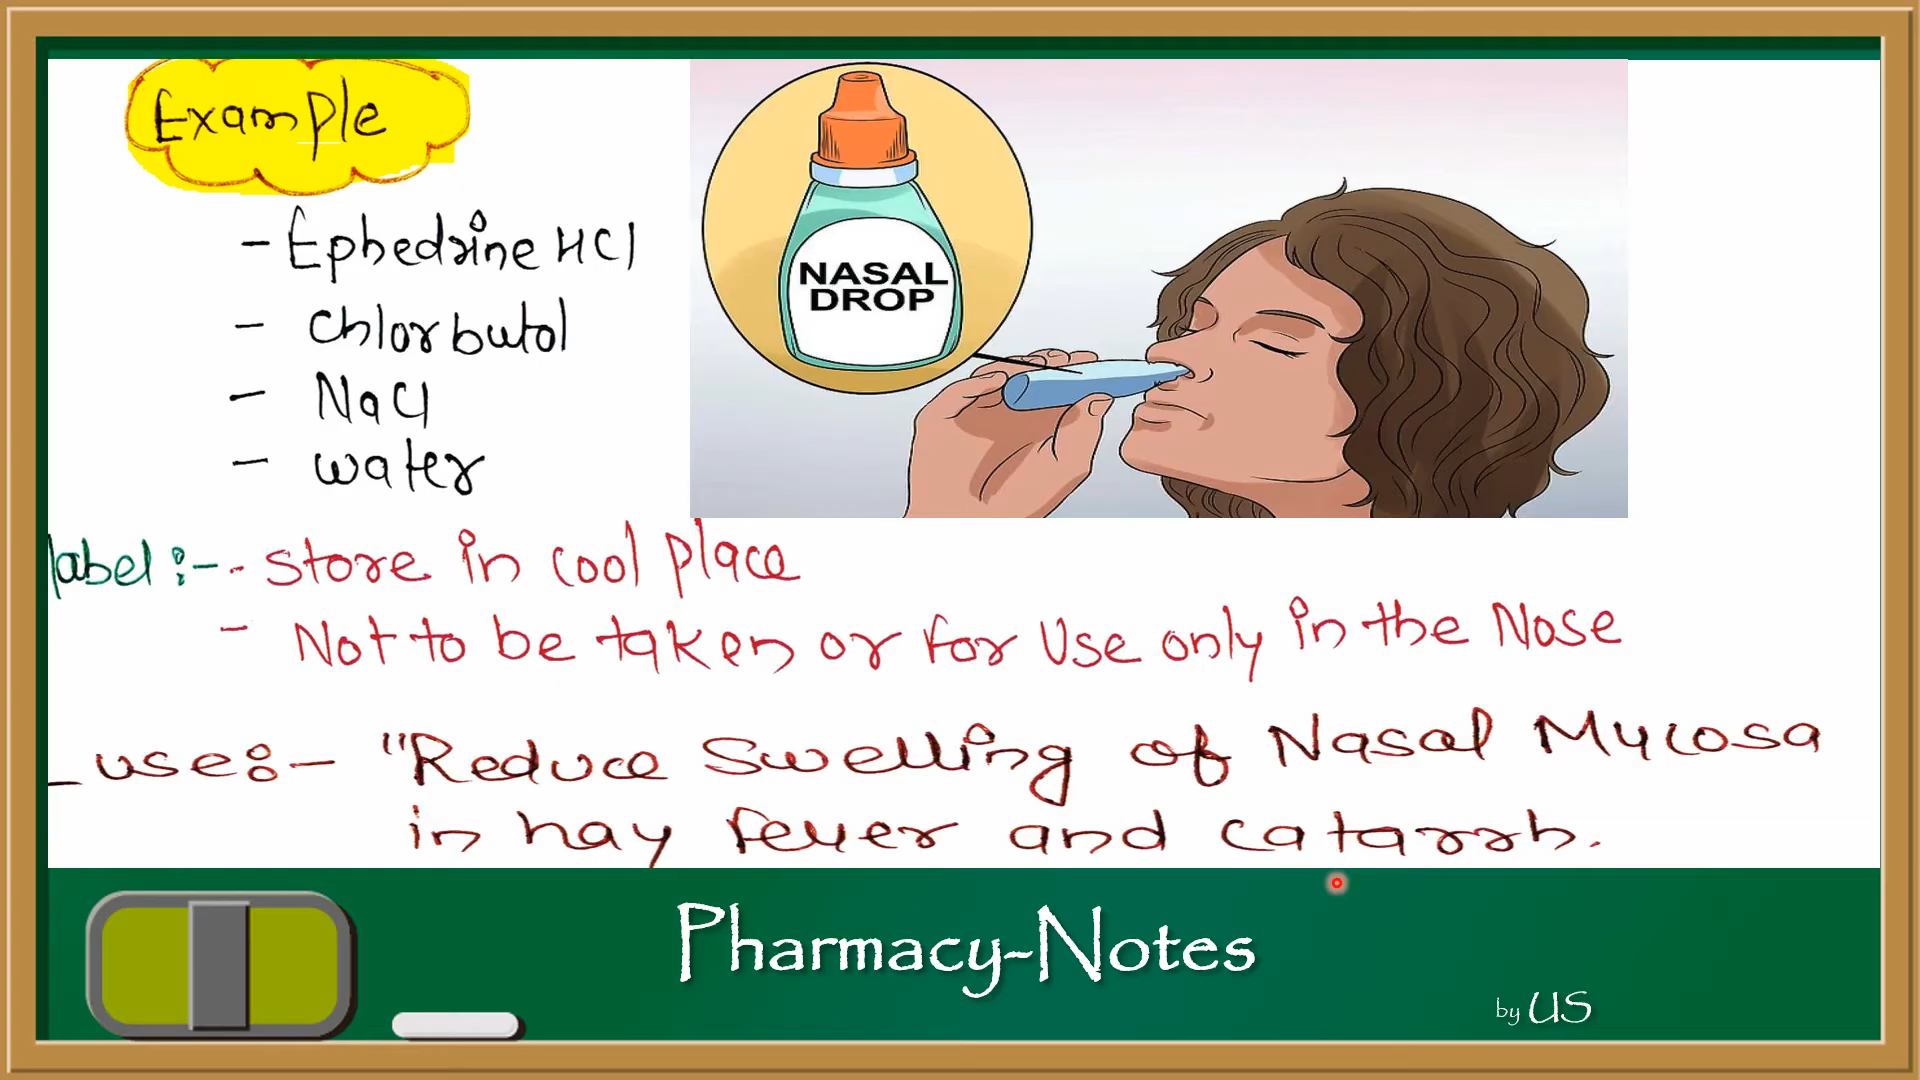 Example
- Ephedrine HCl
- Chlorbutol
- NaCl
- water
NASAL
DROP
label :- - Store in cool place
- Not to be taken or for Use only in the Nose
- use :- "Reduce Swelling of Nasal Mucosa
in hay fever and catarrh.
Pharmacy-Notes
by US